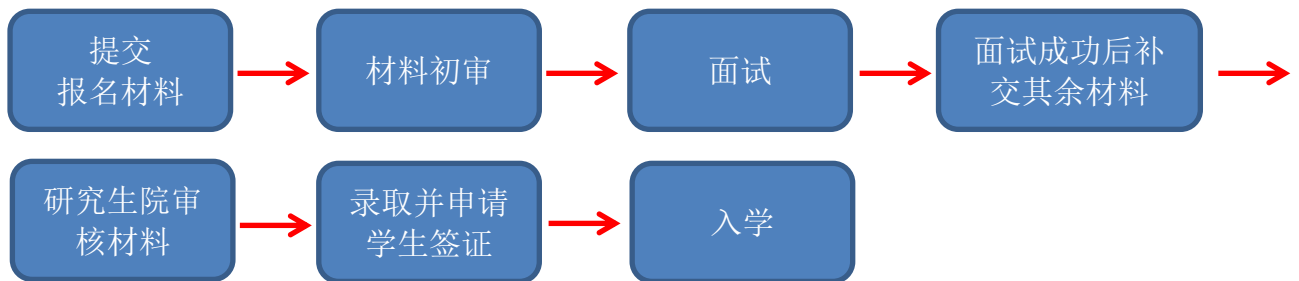 提交
报名材料
材料初审
面试
面试成功后补
交其余材料
研究生院审
核材料
录取并申请
学生签证
入学